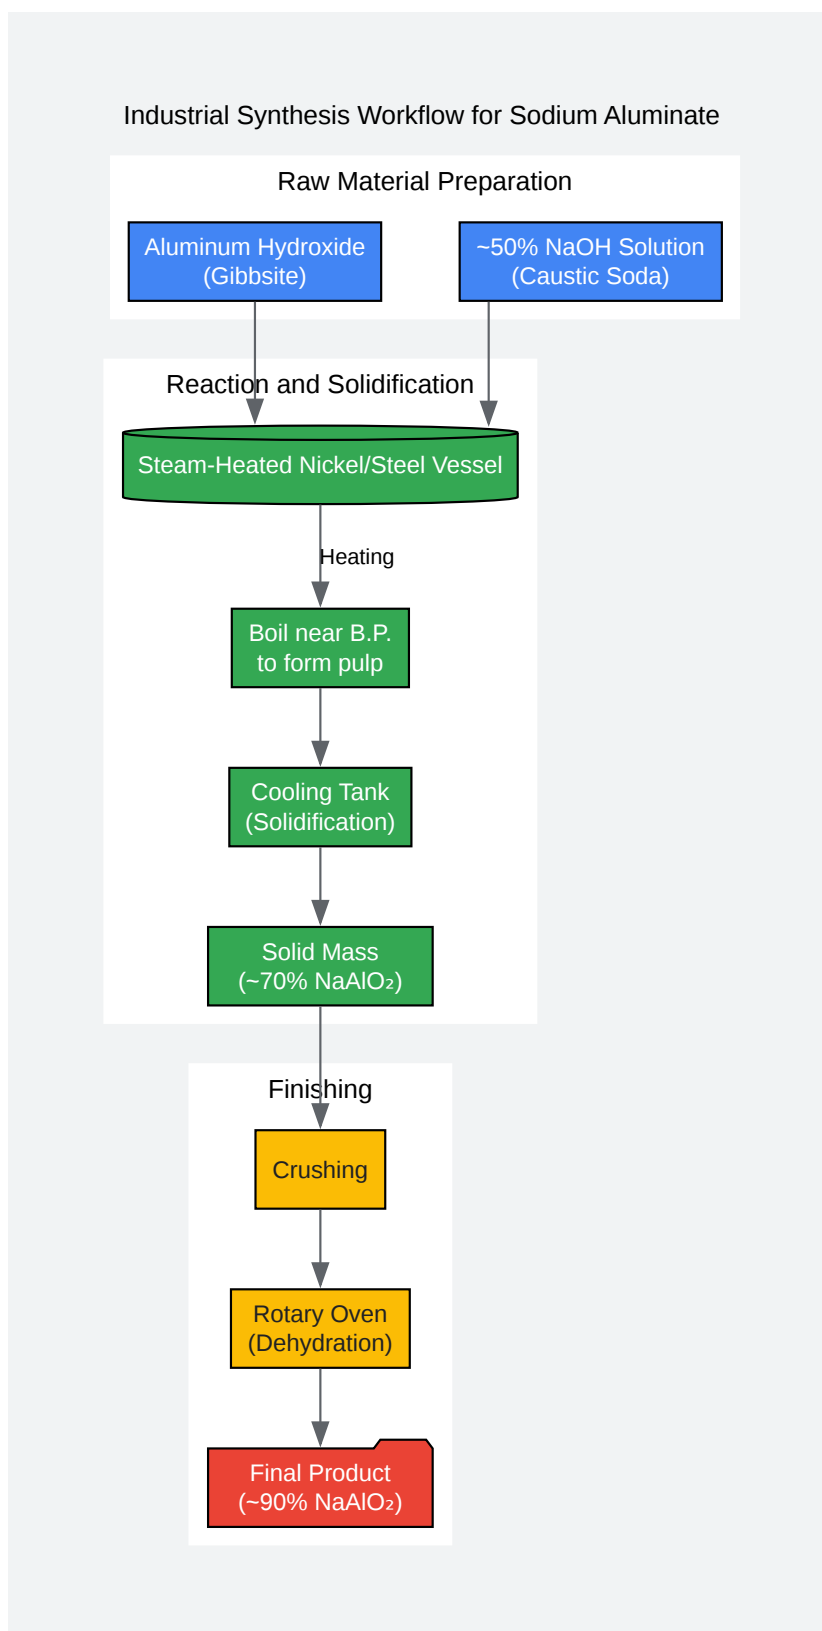 Industrial Synthesis Workflow for Sodium Aluminate
Raw Material Preparation
Aluminum Hydroxide
(Gibbsite)
~50% NaOH Solution
(Caustic Soda)
Reaction and Solidification
Steam-Heated Nickel/Steel Vessel
Heating
Boil near B.P.
to form pulp
Cooling Tank
(Solidification)
Solid Mass
(~70% NaAlO₂)
Finishing
Crushing
Rotary Oven
(Dehydration)
Final Product
(~90% NaAlO₂)